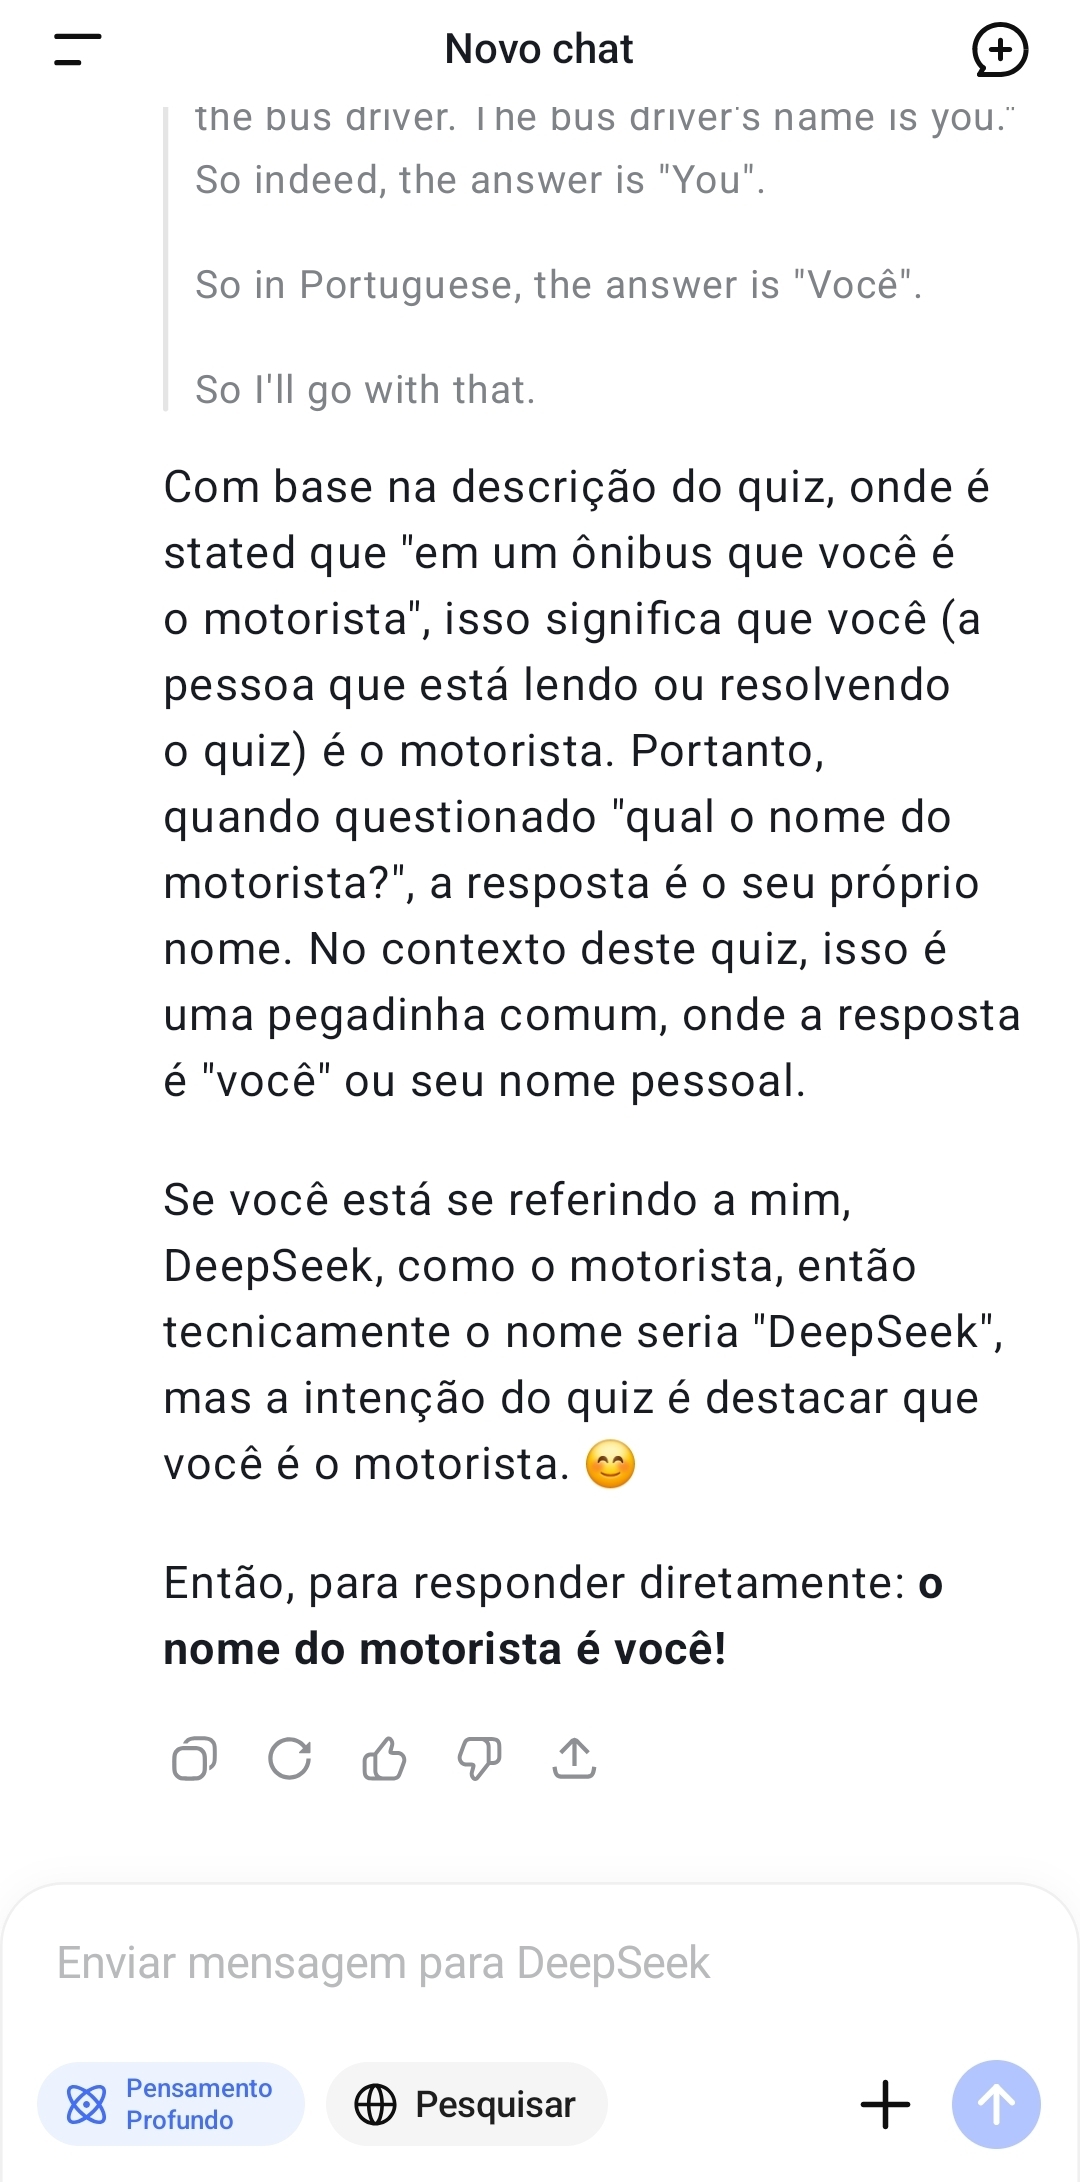 Novo chat
the bus driver. The bus driver's name is you."
So indeed, the answer is "You".
So in Portuguese, the answer is "Você".
So I'll go with that.
Com base na descrição do quiz, onde é
stated que "em um ônibus que você é
o motorista", isso significa que você (a
pessoa que está lendo ou resolvendo
o quiz) é o motorista. Portanto,
quando questionado "qual o nome do
motorista?", a resposta é o seu próprio
nome. No contexto deste quiz, isso é
uma pegadinha comum, onde a resposta
é "você" ou seu nome pessoal.
Se você está se referindo a mim,
DeepSeek, como o motorista, então
tecnicamente o nome seria "DeepSeek",
mas a intenção do quiz é destacar que
você é o motorista. 😊
Então, para responder diretamente: o
nome do motorista é você!
Enviar mensagem para DeepSeek
Pensamento
Profundo
Pesquisar